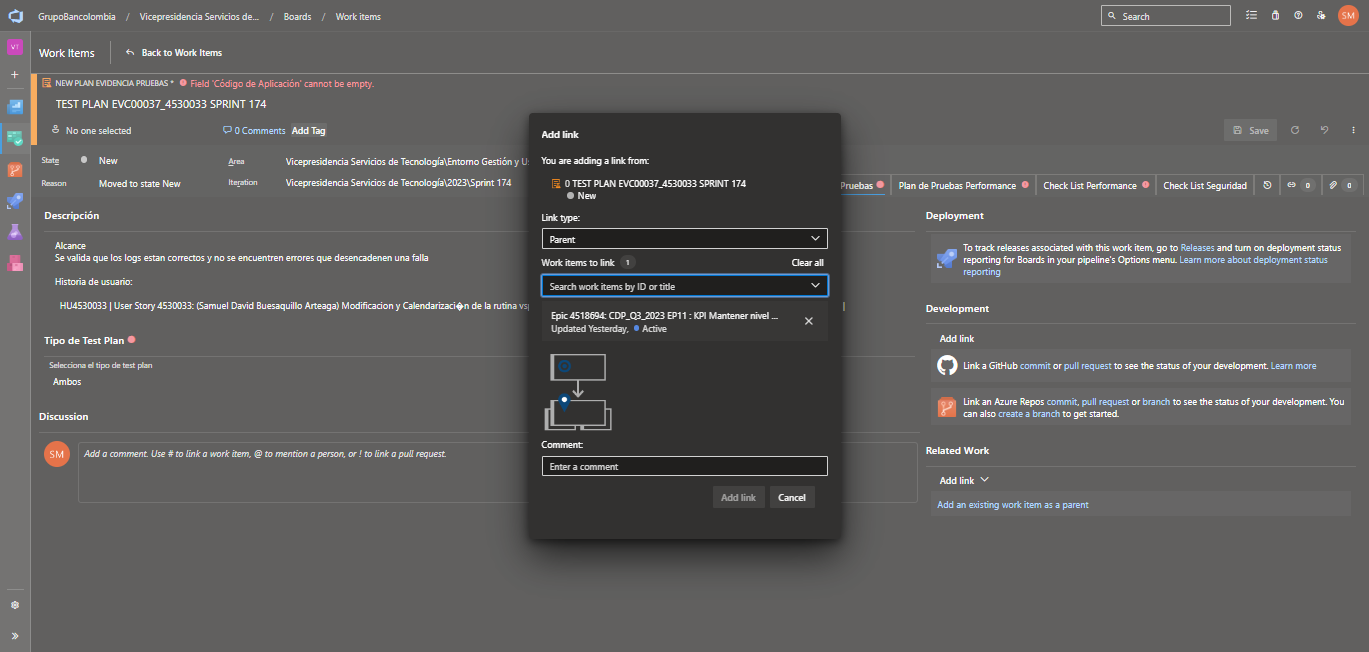 GrupoBancolombia / Vicepresidencia Servicios de... / Boards / Work items
Search
SM
VT
Work Items
Back to Work Items
NEW PLAN EVIDENCIA PRUEBAS * Field 'Código de Aplicación' cannot be empty.
TEST PLAN EVC00037_4530033 SPRINT 174
No one selected
0 Comments
Add Tag
Save
State
New
Area
Vicepresidencia Servicios de Tecnología\Entorno Gestión y Us
Reason
Moved to state New
Iteration
Vicepresidencia Servicios de Tecnología\2023\Sprint 174
Pruebas
Plan de Pruebas Performance
Check List Performance
Check List Seguridad
0
0
Descripción
Alcance
Se valida que los logs estan correctos y no se encuentren errores que desencadenen una falla
Historia de usuario:
HU4530033 | User Story 4530033: (Samuel David Buesaquillo Arteaga) Modificacion y Calendarizaci�n de la rutina vsp
Tipo de Test Plan
Selecciona el tipo de test plan
Ambos
Discussion
SM
Add a comment. Use # to link a work item, @ to mention a person, or ! to link a pull request.
Add link
You are adding a link from:
0 TEST PLAN EVC00037_4530033 SPRINT 174
New
Link type:
Parent
Work items to link 1
Clear all
Search work items by ID or title
Epic 4518694: CDP_Q3_2023 EP11 : KPI Mantener nivel ...
Updated Yesterday, Active
Comment:
Enter a comment
Add link
Cancel
Deployment
To track releases associated with this work item, go to Releases and turn on deployment status
reporting for Boards in your pipeline's Options menu. Learn more about deployment status
reporting
Development
Add link
Link a GitHub commit or pull request to see the status of your development. Learn more
Link an Azure Repos commit, pull request or branch to see the status of your development. You
can also create a branch to get started.
Related Work
Add link
Add an existing work item as a parent